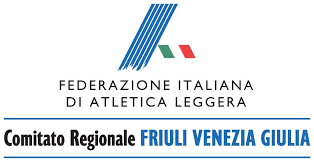 FEDERAZIONE ITALIANA
DI ATLETICA LEGGERA
Comitato Regionale FRIULI VENEZIA GIULIA